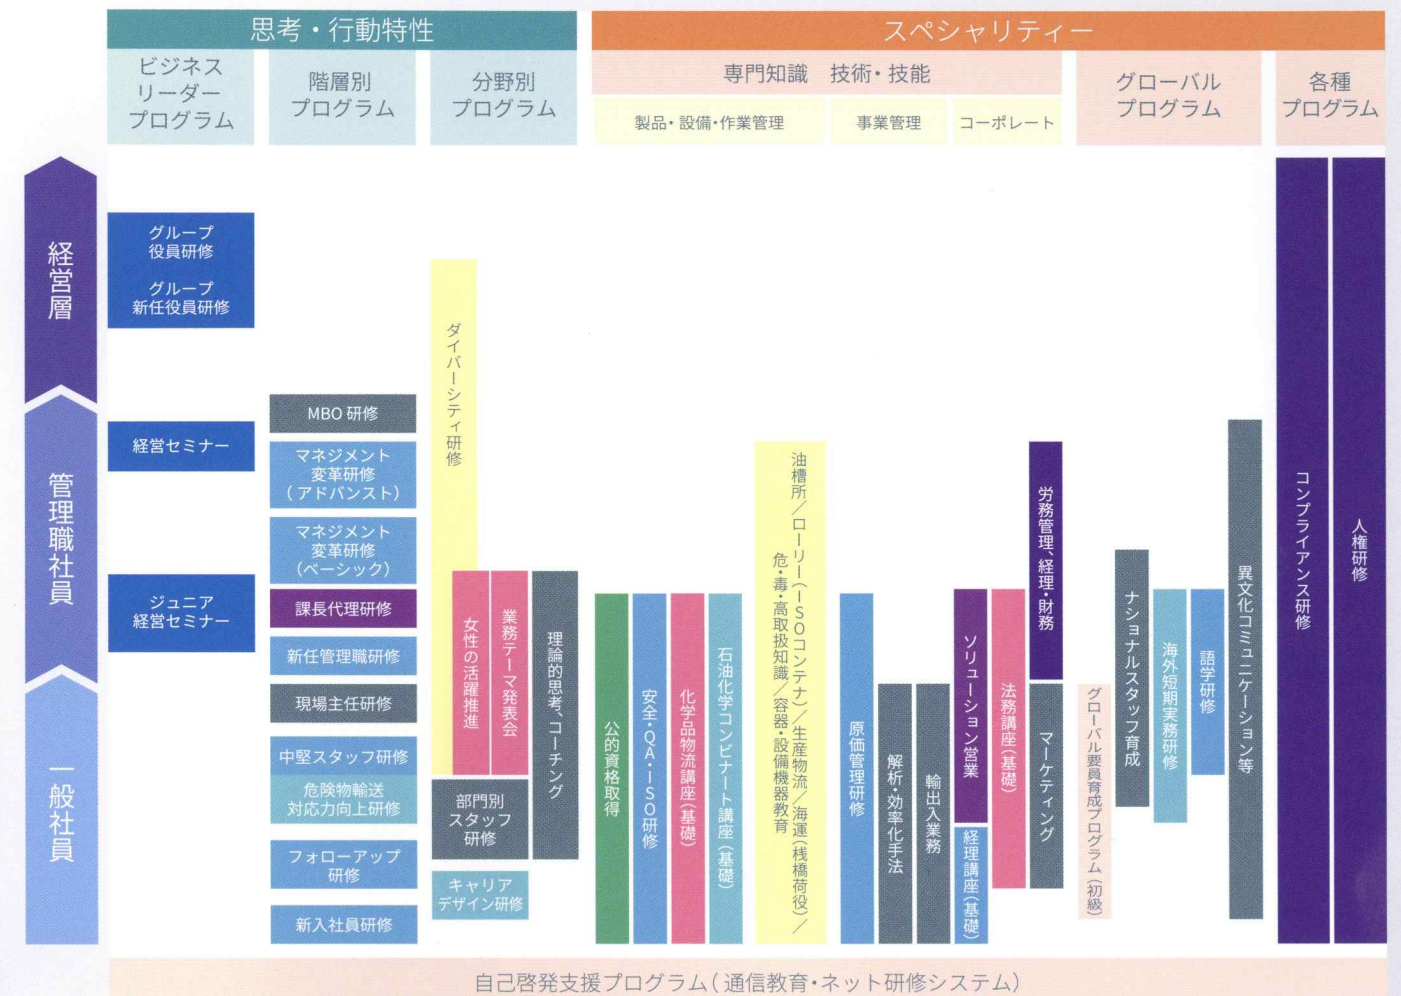 思考・行動特性
スペシャリティー
ビジネス
リーダー
プログラム
階層別
プログラム
分野別
プログラム
専門知識 技術・技能
製品・設備・作業管理
事業管理
コーポレート
グローバル
プログラム
各種
プログラム
経営層
管理職社員
一般社員
グループ
役員研修
グループ
新任役員研修
経営セミナー
ジュニア
経営セミナー
MBO 研修
マネジメント
変革研修
(アドバンスト)
マネジメント
変革研修
(ベーシック)
課長代理研修
新任管理職研修
現場主任研修
中堅スタッフ研修
危険物輸送
対応力向上研修
フォローアップ
研修
新入社員研修
ダイバーシティ研修
女性の活躍推進
業務テーマ発表会
理論的思考、コーチング
部門別
スタッフ
研修
キャリア
デザイン研修
公的資格取得
安全・QA・ISO研修
化学品物流講座(基礎)
石油化学コンビナート講座(基礎)
油槽所/ローリー(ISOコンテナ)/生産物流/海運(桟橋荷役)/
危・毒・高取扱知識/容器・設備機器教育
原価管理研修
解析・効率化手法
輸出入業務
ソリューション営業
経理講座(基礎)
法務講座(基礎)
労務管理、経理・財務
マーケティング
グローバル要員育成プログラム(初級)
ナショナルスタッフ育成
海外短期実務研修
語学研修
異文化コミュニケーション等
コンプライアンス研修
人権研修
自己啓発支援プログラム(通信教育・ネット研修システム)